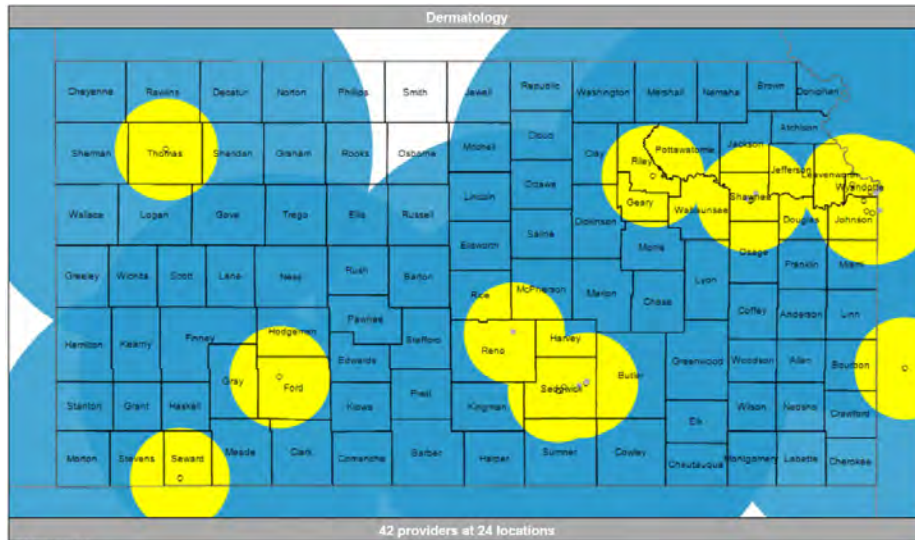 Dermatology
Cheyenne Rawlins Decatur Norton Phillips Smith Jewell Republic Washington Marshall Nemaha Brown Doniphan
Sherman Thomas Sheridan Graham Rooks Osborne Mitchell Cloud Clay Riley Pottawatomie Jackson Atchison Jefferson Leavenworth Wyandotte
Wallace Logan Gove Trego Ellis Russell Lincoln Ottawa Dickinson Geary Wabaunsee Shawnee Douglas Johnson
Greeley Wichita Scott Lane Ness Rush Barton Ellsworth Saline Morris Osage Franklin Miami
Hamilton Kearny Finney Hodgeman Pawnee Stafford Rice McPherson Marion Chase Lyon Coffey Anderson Linn
Gray Ford Edwards Reno Harvey Sedgwick Butler Greenwood Woodson Allen Bourbon
Stanton Grant Haskell Kiowa Pratt Kingman Elk Wilson Neosho Crawford
Morton Stevens Seward Meade Clark Comanche Barber Harper Sumner Cowley Chautauqua Montgomery Labette Cherokee
42 providers at 24 locations